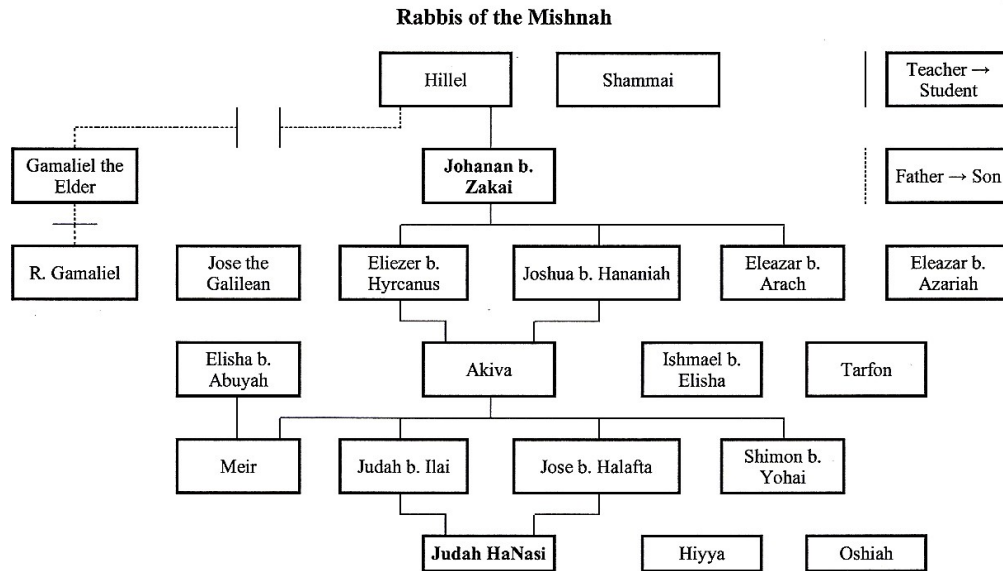 Rabbis of the Mishnah
Hillel
Shammai
Teacher →
Student
Gamaliel the
Elder
Johanan b.
Zakai
Father → Son
R. Gamaliel
Jose the
Galilean
Eliezer b.
Hyrcanus
Joshua b. Hananiah
Eleazar b.
Arach
Eleazar b.
Azariah
Elisha b.
Abuyah
Akiva
Ishmael b.
Elisha
Tarfon
Meir
Judah b. Ilai
Jose b. Halafta
Shimon b.
Yohai
Judah HaNasi
Hiyya
Oshiah